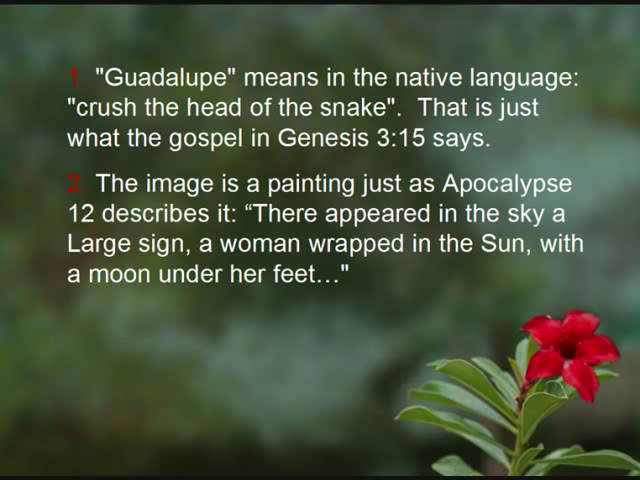 1. "Guadalupe" means in the native language:
"crush the head of the snake".  That is just
what the gospel in Genesis 3:15 says.
2. The image is a painting just as Apocalypse
12 describes it: “There appeared in the sky a
Large sign, a woman wrapped in the Sun, with
a moon under her feet…"